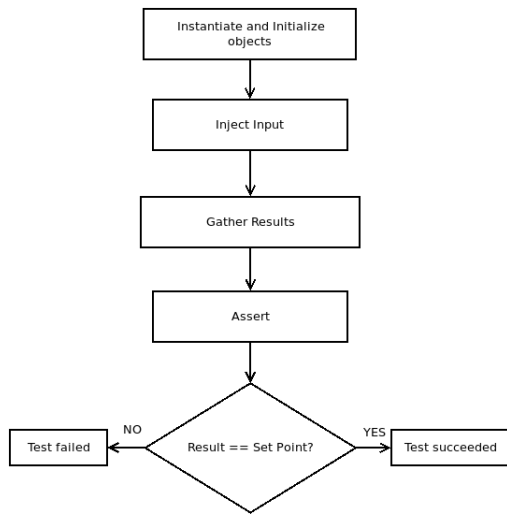 Instantiate and Initialize
objects
Inject Input
Gather Results
Assert
Result == Set Point?
NO
YES
Test failed
Test succeeded